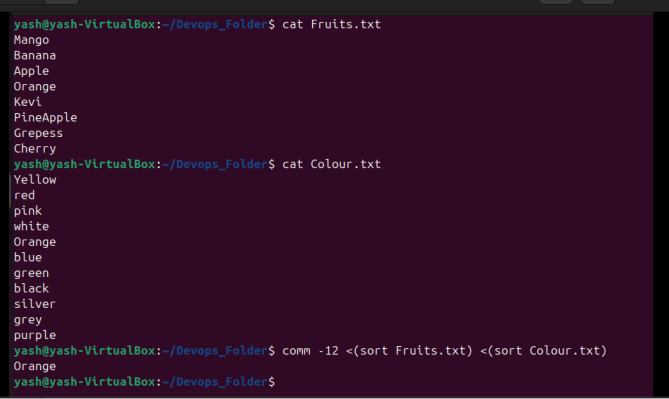 yash@yash-VirtualBox:~/Devops_Folder$ cat Fruits.txt
Mango
Banana
Apple
Orange
Kevi
PineApple
Grepess
Cherry
yash@yash-VirtualBox:~/Devops_Folder$ cat Colour.txt
Yellow
red
pink
white
Orange
blue
green
black
silver
grey
purple
yash@yash-VirtualBox:~/Devops_Folder$ comm -12 <(sort Fruits.txt) <(sort Colour.txt)
Orange
yash@yash-VirtualBox:~/Devops_Folder$